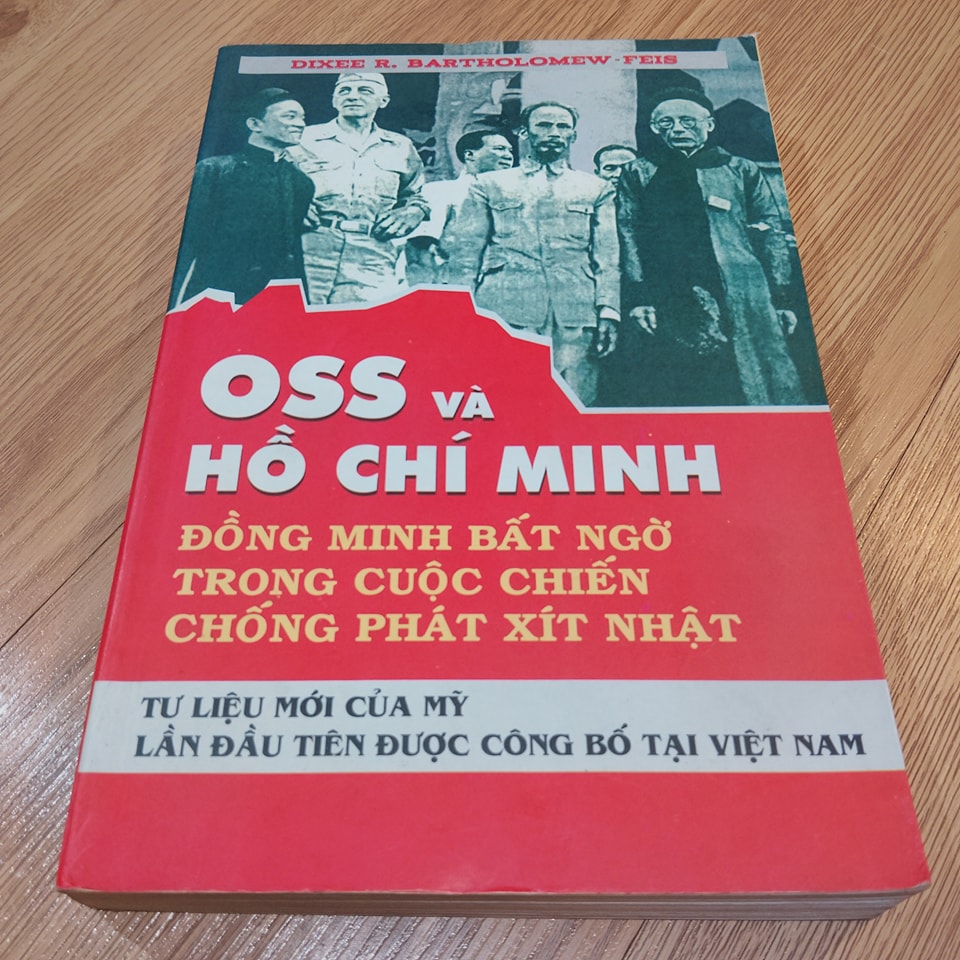 DIXEE R. BARTHOLOMEW-FEIS
OSS VÀ
HỒ CHÍ MINH
ĐỒNG MINH BẤT NGỜ
TRONG CUỘC CHIẾN
CHỐNG PHÁT XÍT NHẬT
TƯ LIỆU MỚI CỦA MỸ
LẦN ĐẦU TIÊN ĐƯỢC CÔNG BỐ TẠI VIỆT NAM